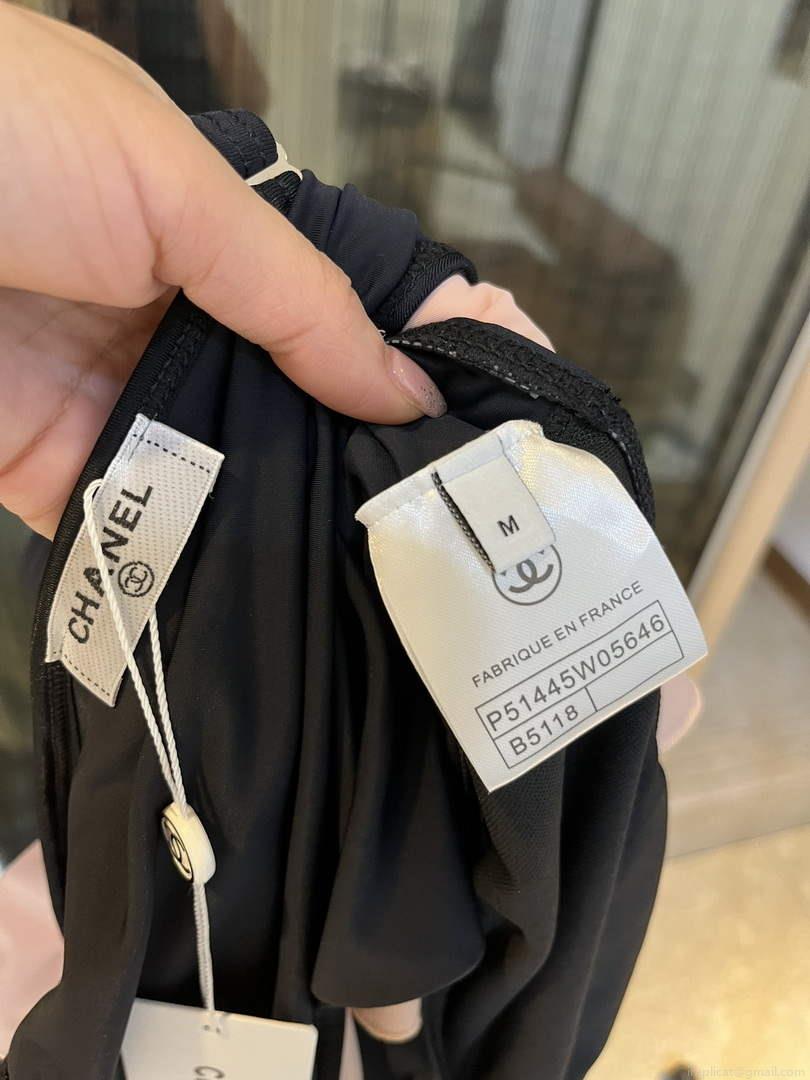 CHANEL
M
FABRIQUE EN FRANCE
P51445W05646
B5118